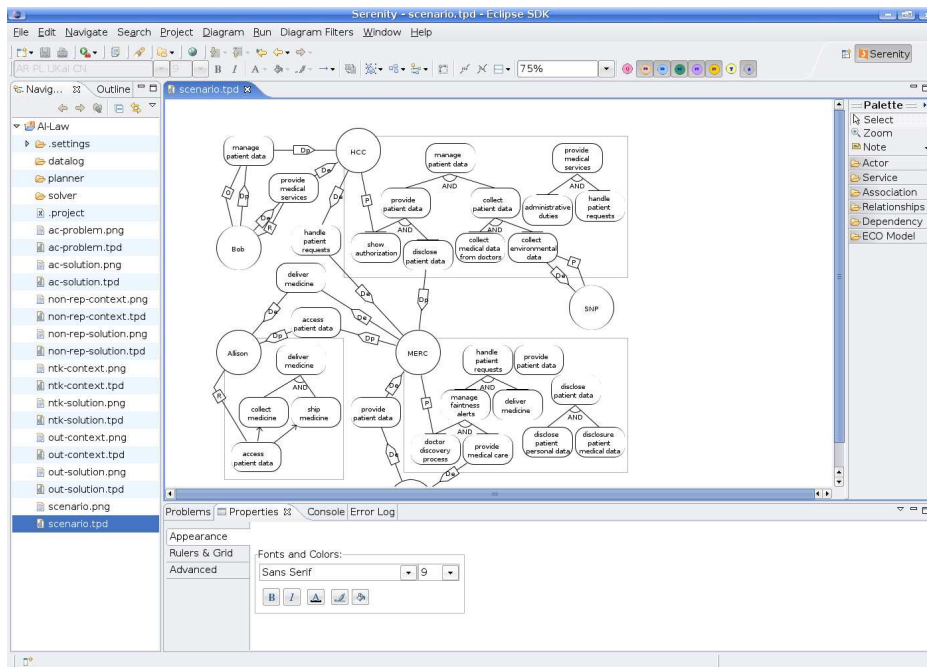 Serenity - scenario.tpd - Eclipse SDK
File Edit Navigate Search Project Diagram Run Diagram Filters Window Help
AR PL UKai CN 9 B I A 75% Serenity
Navig... Outline
AI-Law
.settings
datalog
planner
solver
.project
ac-problem.png
ac-problem.tpd
ac-solution.png
ac-solution.tpd
non-rep-context.png
non-rep-context.tpd
non-rep-solution.png
non-rep-solution.tpd
ntk-context.png
ntk-context.tpd
ntk-solution.png
ntk-solution.tpd
out-context.png
out-context.tpd
out-solution.png
out-solution.tpd
scenario.png
scenario.tpd
scenario.tpd
manage
patient data
Dp
HCC
De
provide
medical
services
O
Dp
De
R
Bob
handle
patient
requests
De
P
manage
patient data
AND
provide
medical
services
AND
provide patient data
AND
collect
patient data
AND
administrative
duties
handle
patient
requests
show
authorization
disclose
patient data
collect
medical data
from doctors
collect
environmental
data
De
P
SNP
Dp
deliver
medicine
De
De
De
access
patient data
Dp
Dp
Allison
MERC
R
deliver
medicine
AND
collect
medicine
ship
medicine
access
patient data
De
provide
patient data
De
P
handle
patient
requests
AND
provide
patient data
manage
faintness
alerts
AND
deliver
medicine
doctor
discovery
process
provide
medical care
De
disclose
patient data
AND
disclose
patient
personal data
disclosure
patient
medical data
Palette
Select
Zoom
Note
Actor
Service
Association
Relationships
Dependency
ECO Model
Problems Properties Console Error Log
Appearance
Rulers & Grid
Advanced
Fonts and Colors:
Sans Serif 9
B I A